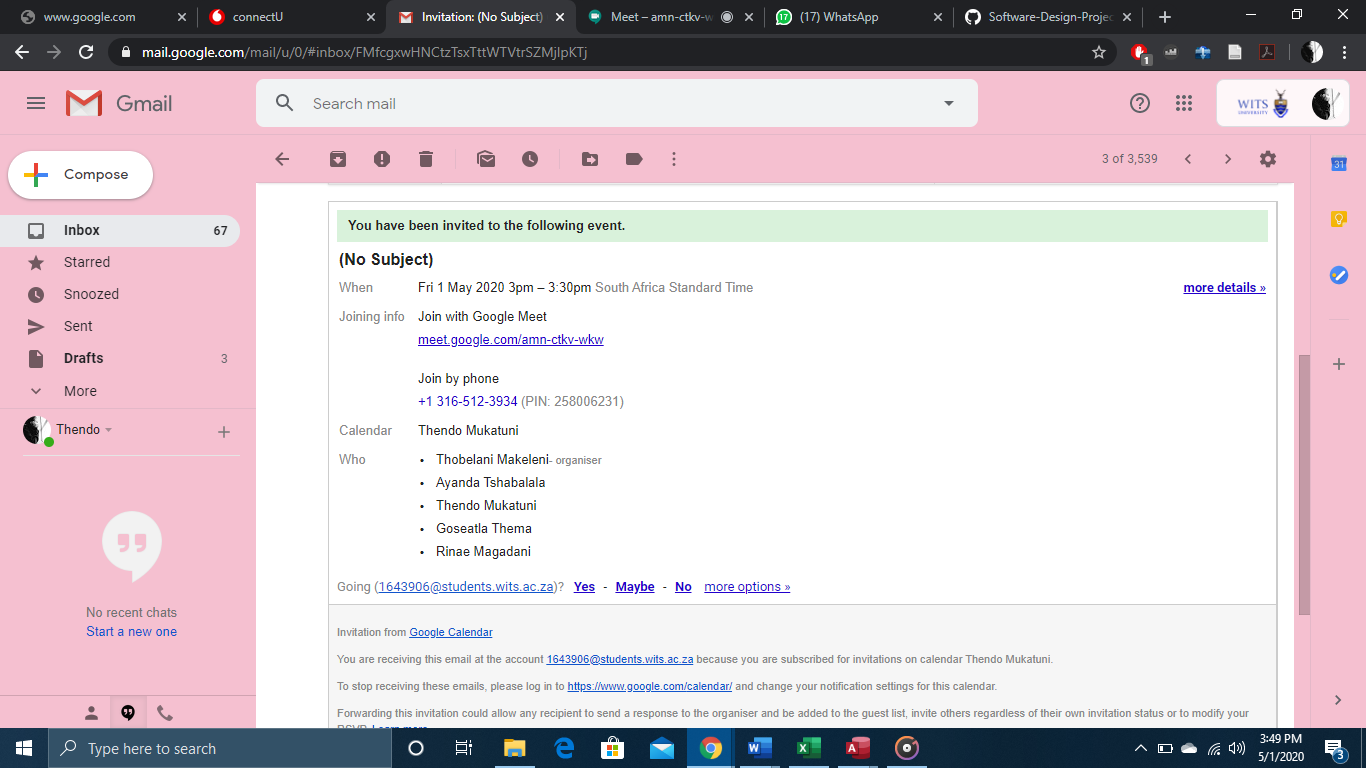 www.google.com
connectU
Invitation: (No Subject)
Meet – amn-ctkv-w
(17) WhatsApp
Software-Design-Projec
mail.google.com/mail/u/0/#inbox/FMfcgxwHNCtzTsxTttWTVtrSZMjlpKTj
1
Gmail
Search mail
WITS
UNIVERSITY
Compose
3 of 3,539
31
Inbox 67
Starred
Snoozed
Sent
Drafts 3
More
Thendo
No recent chats
Start a new one
You have been invited to the following event.
(No Subject)
When Fri 1 May 2020 3pm – 3:30pm South Africa Standard Time more details »
Joining info Join with Google Meet
meet.google.com/amn-ctkv-wkw
Join by phone
+1 316-512-3934 (PIN: 258006231)
Calendar Thendo Mukatuni
Who • Thobelani Makeleni- organiser
• Ayanda Tshabalala
• Thendo Mukatuni
• Goseatla Thema
• Rinae Magadani
Going (1643906@students.wits.ac.za)? Yes - Maybe - No more options »
Invitation from Google Calendar
You are receiving this email at the account 1643906@students.wits.ac.za because you are subscribed for invitations on calendar Thendo Mukatuni.
To stop receiving these emails, please log in to https://www.google.com/calendar/ and change your notification settings for this calendar.
Forwarding this invitation could allow any recipient to send a response to the organiser and be added to the guest list, invite others regardless of their own invitation status or to modify your
RSVP. Learn more
Type here to search
3:49 PM
5/1/2020
3